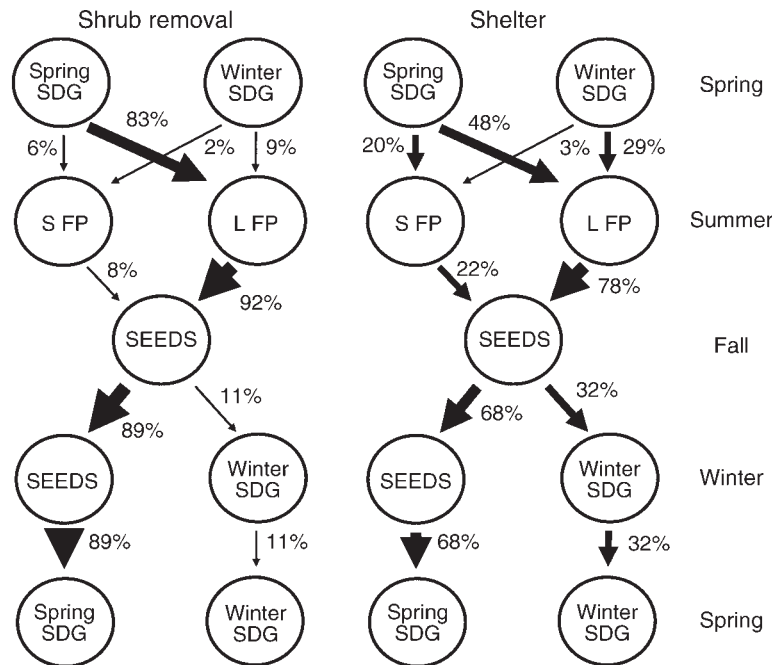 Shrub removal
Shelter
Spring
SDG
Winter
SDG
Spring
SDG
Winter
SDG
Spring
83%
48%
6%
2%
9%
20%
3%
29%
S FP
L FP
S FP
L FP
Summer
8%
92%
22%
78%
SEEDS
SEEDS
Fall
11%
89%
32%
68%
SEEDS
Winter
SDG
SEEDS
Winter
SDG
Winter
89%
11%
68%
32%
Spring
SDG
Winter
SDG
Spring
SDG
Winter
SDG
Spring